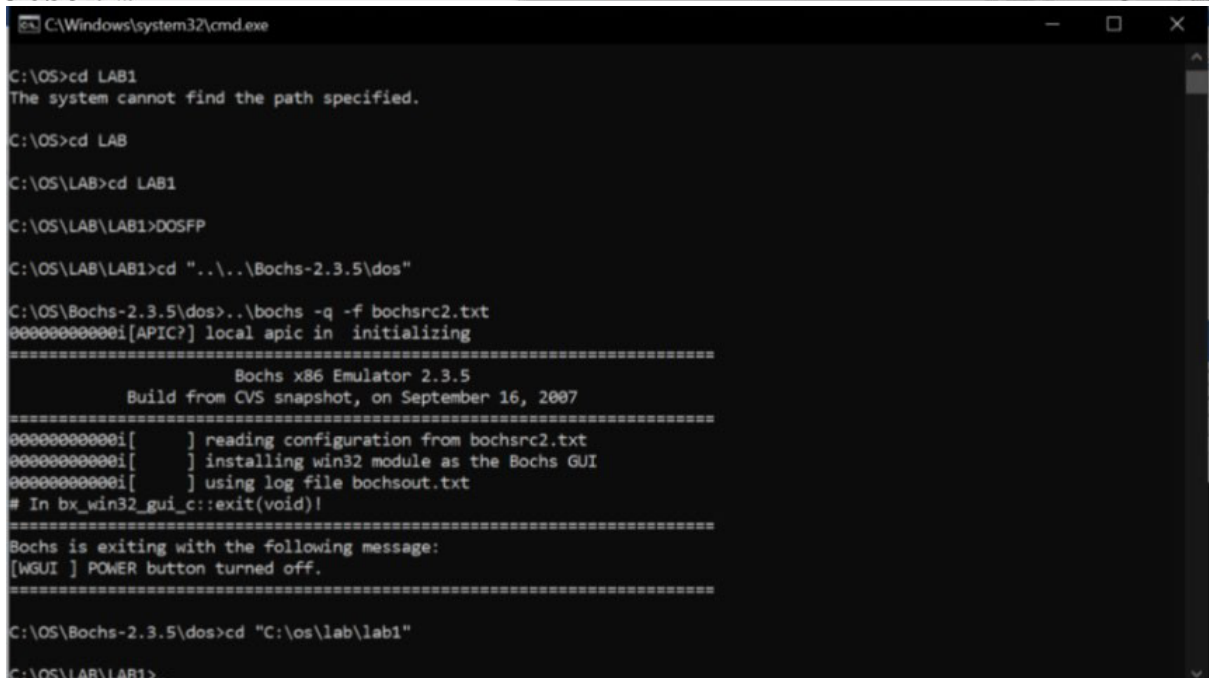 C:\Windows\system32\cmd.exe
C:\OS>cd LAB1
The system cannot find the path specified.
C:\OS>cd LAB
C:\OS\LAB>cd LAB1
C:\OS\LAB\LAB1>DOSFP
C:\OS\LAB\LAB1>cd "..\..\Bochs-2.3.5\dos"
C:\OS\Bochs-2.3.5\dos>..\bochs -q -f bochsrc2.txt
00000000000i[APIC?] local apic in  initializing
========================================================================
Bochs x86 Emulator 2.3.5
Build from CVS snapshot, on September 16, 2007
========================================================================
00000000000i[     ] reading configuration from bochsrc2.txt
00000000000i[     ] installing win32 module as the Bochs GUI
00000000000i[     ] using log file bochsout.txt
# In bx_win32_gui_c::exit(void)!
========================================================================
Bochs is exiting with the following message:
[WGUI ] POWER button turned off.
========================================================================
C:\OS\Bochs-2.3.5\dos>cd "C:\os\lab\lab1"
C:\OS\LAB\LAB1>